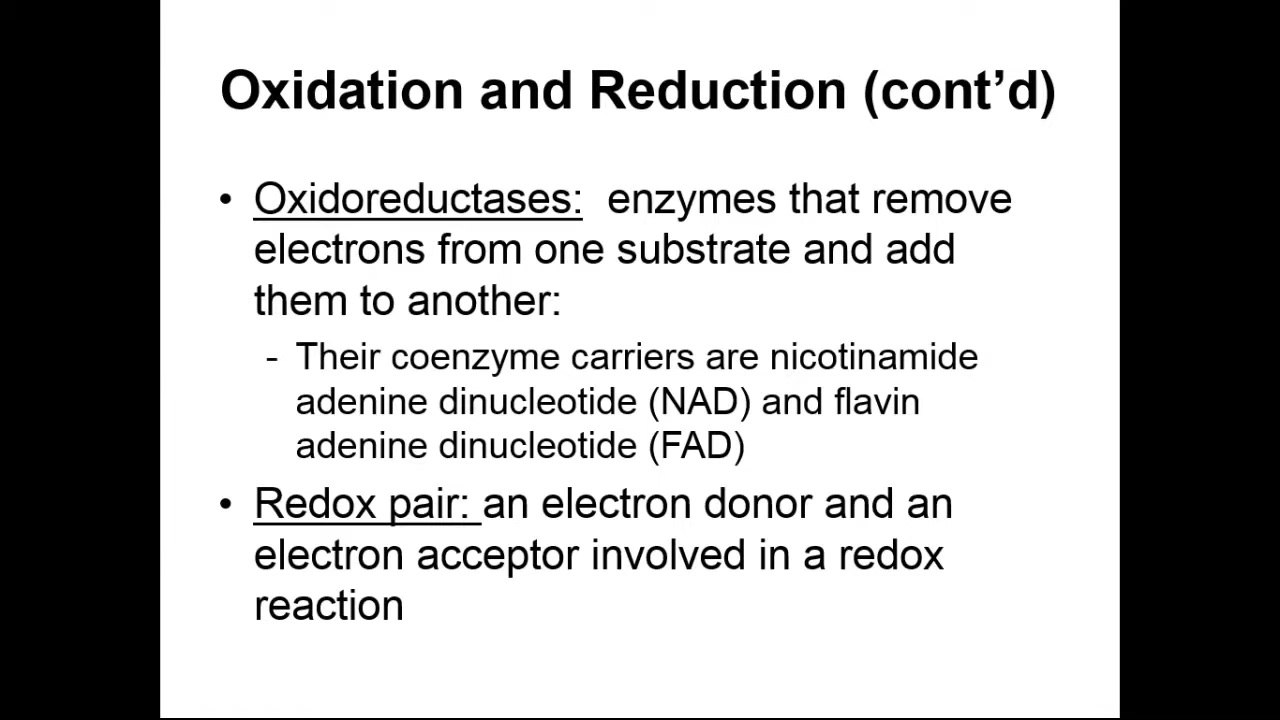 Oxidation and Reduction (cont’d)
• Oxidoreductases: enzymes that remove
electrons from one substrate and add
them to another:
- Their coenzyme carriers are nicotinamide
adenine dinucleotide (NAD) and flavin
adenine dinucleotide (FAD)
• Redox pair: an electron donor and an
electron acceptor involved in a redox
reaction